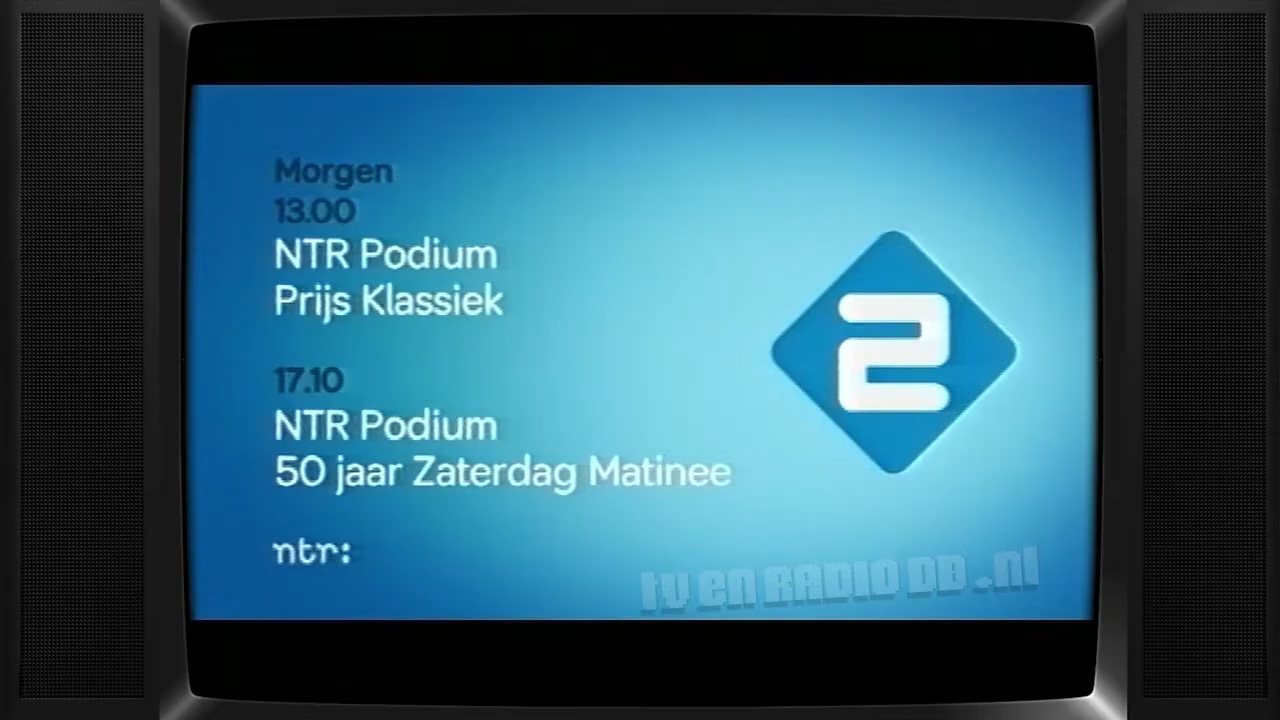 Morgen
13.00
NTR Podium
Prijs Klassiek
17.10
NTR Podium
50 jaar Zaterdag Matinee
ntr:
2
tv en RADIO DB .nl